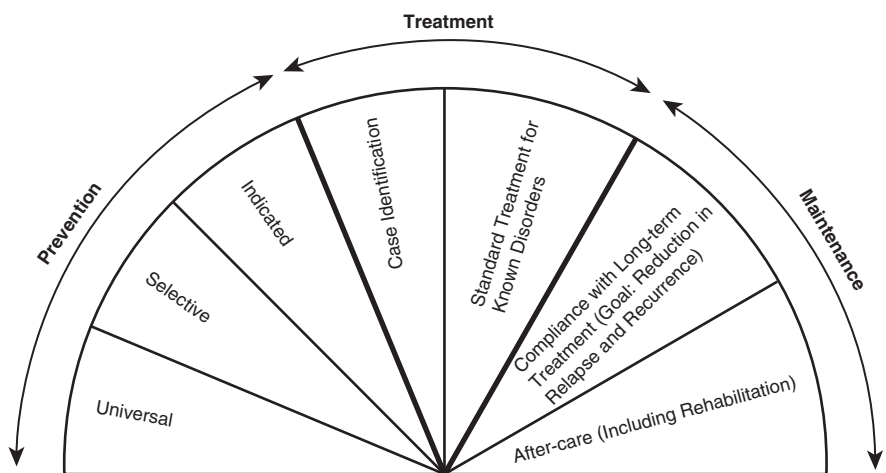 Treatment
Prevention
Maintenance
Universal
Selective
Indicated
Case Identification
Standard Treatment for
Known Disorders
Compliance with Long-term
Treatment (Goal: Reduction in
Relapse and Recurrence)
After-care (Including Rehabilitation)